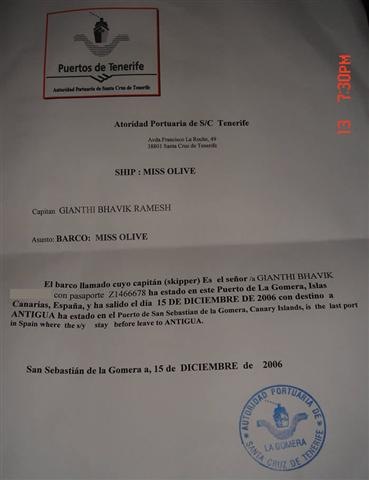 Puertos de Tenerife
Autoridad Portuaria de Santa Cruz de Tenerife
13 7:30PM
Atoridad Portuaria de S/C Tenerife
Avda Francisco La Roche, 49
38801 Santa Cruz de Tenerife
SHIP : MISS OLIVE
Capitan GIANTHI BHAVIK RAMESH
Asunto: BARCO: MISS OLIVE
El barco llamado cuyo capitán (skipper) Es el señor /a GIANTHI BHAVIK
con pasaporte Z1466678 ha estado en este Puerto de La Gomera, Islas
Canarias, España, y ha salido el día 15 DE DICIEMBRE DE 2006 con destino a
ANTIGUA ha estado en el Puerto de San Sebastian de la Gomera, Canary Islands, is the last port
in Spain where the s/y stay before leave to ANTIGUA.
San Sebastián de la Gomera a, 15 de DICIEMBRE de 2006
AUTORIDAD PORTUARIA DE
LA GOMERA
SANTA CRUZ DE TENERIFE